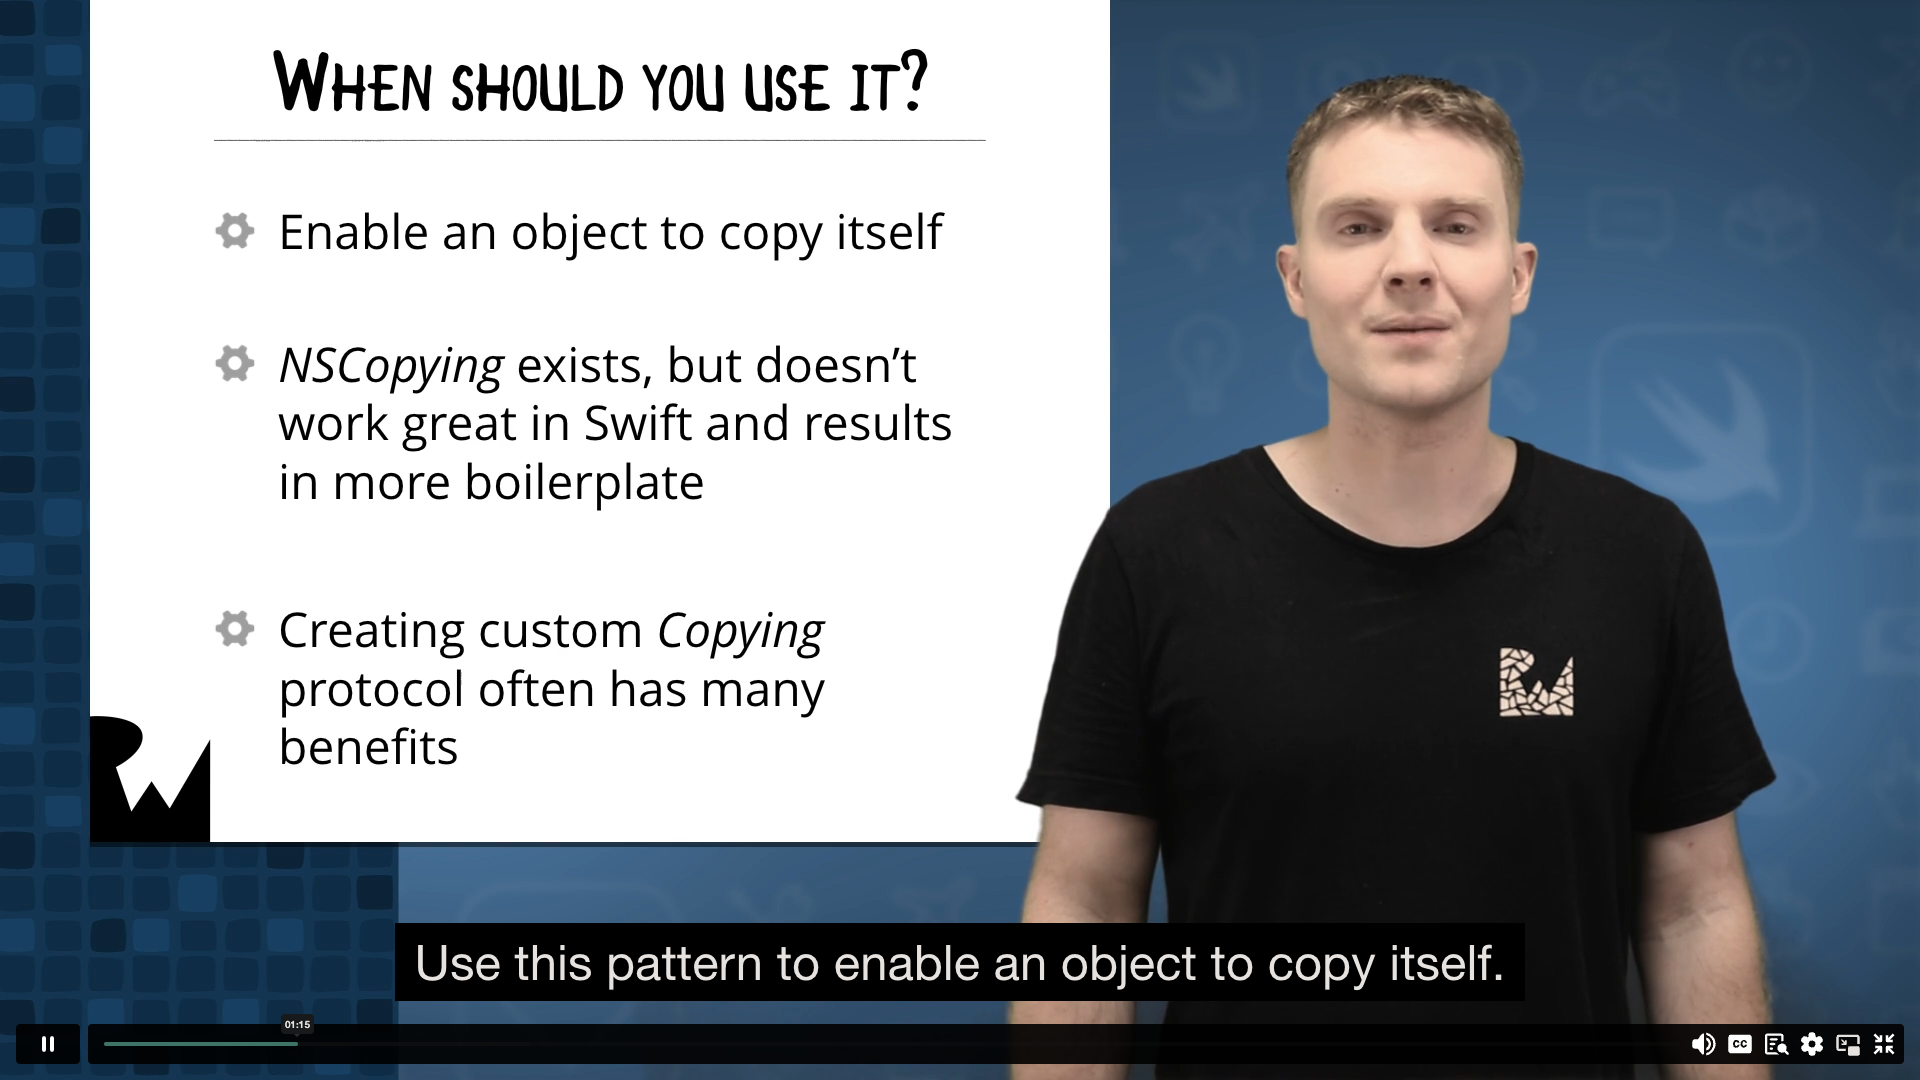 When should you use it?
Enable an object to copy itself
NSCopying exists, but doesn’t
work great in Swift and results
in more boilerplate
Creating custom Copying
protocol often has many
benefits
RW
RW
Use this pattern to enable an object to copy itself.
01:15
CC